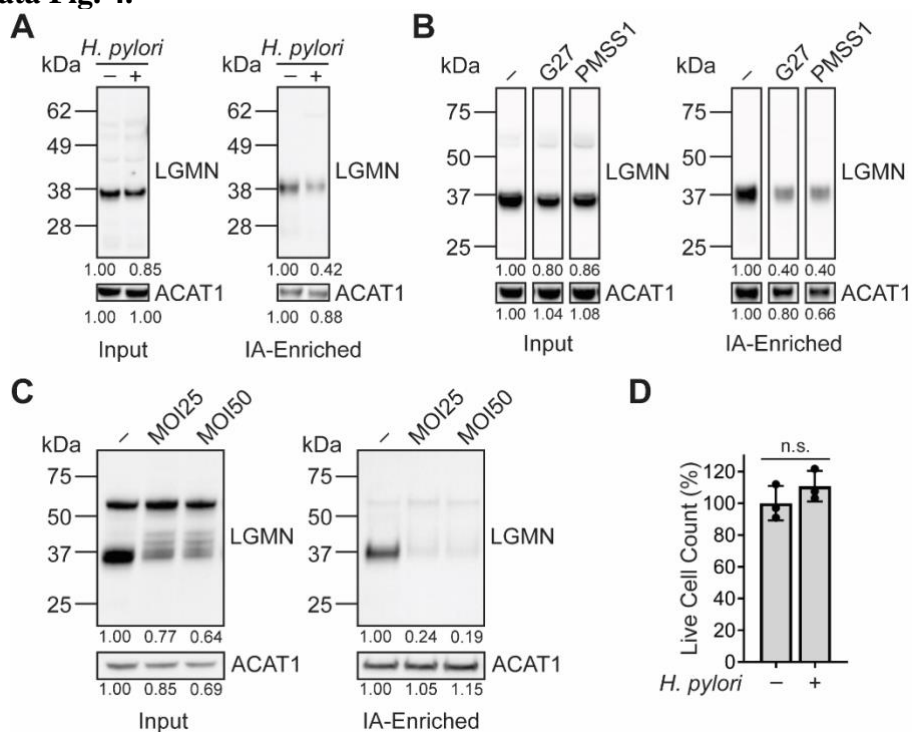 ata Fig. 4.
A
H. pylori
H. pylori
kDa
– +
kDa
– +
62
49
38
28
LGMN
62
49
38
28
LGMN
1.00 0.85
1.00 0.42
ACAT1
ACAT1
1.00 1.00
1.00 0.88
Input
IA-Enriched
B
kDa
– G27 PMSS1
kDa
– G27 PMSS1
75
50
37
25
LGMN
75
50
37
25
LGMN
1.00 0.80 0.86
1.00 0.40 0.40
ACAT1
ACAT1
1.00 1.04 1.08
1.00 0.80 0.66
Input
IA-Enriched
C
kDa
– MOI25 MOI50
kDa
– MOI25 MOI50
75
50
37
25
LGMN
75
50
37
25
LGMN
1.00 0.77 0.64
1.00 0.24 0.19
ACAT1
ACAT1
1.00 0.85 0.69
1.00 1.05 1.15
Input
IA-Enriched
D
n.s.
Live Cell Count (%)
120
100
80
60
40
20
0
H. pylori – +